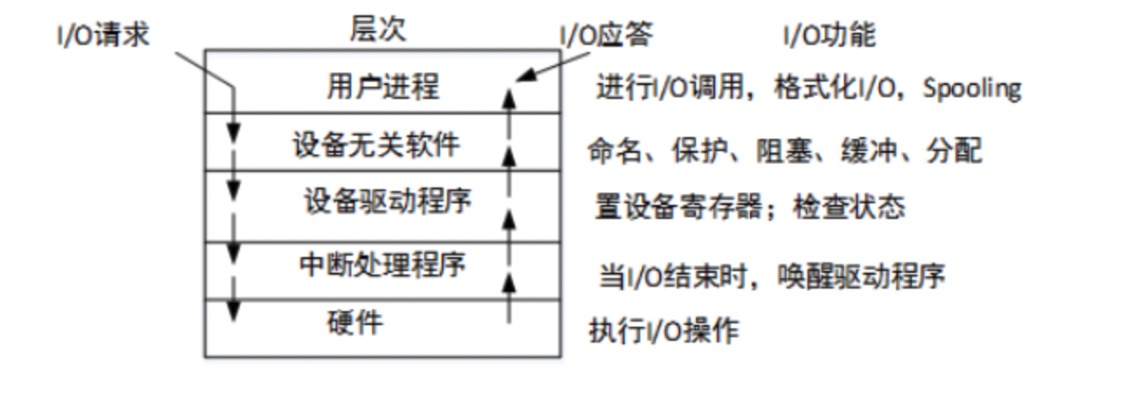 I/O请求 层次 I/O应答 I/O功能
用户进程 进行I/O调用，格式化I/O，Spooling
设备无关软件 命名、保护、阻塞、缓冲、分配
设备驱动程序 置设备寄存器；检查状态
中断处理程序 当I/O结束时，唤醒驱动程序
硬件 执行I/O操作